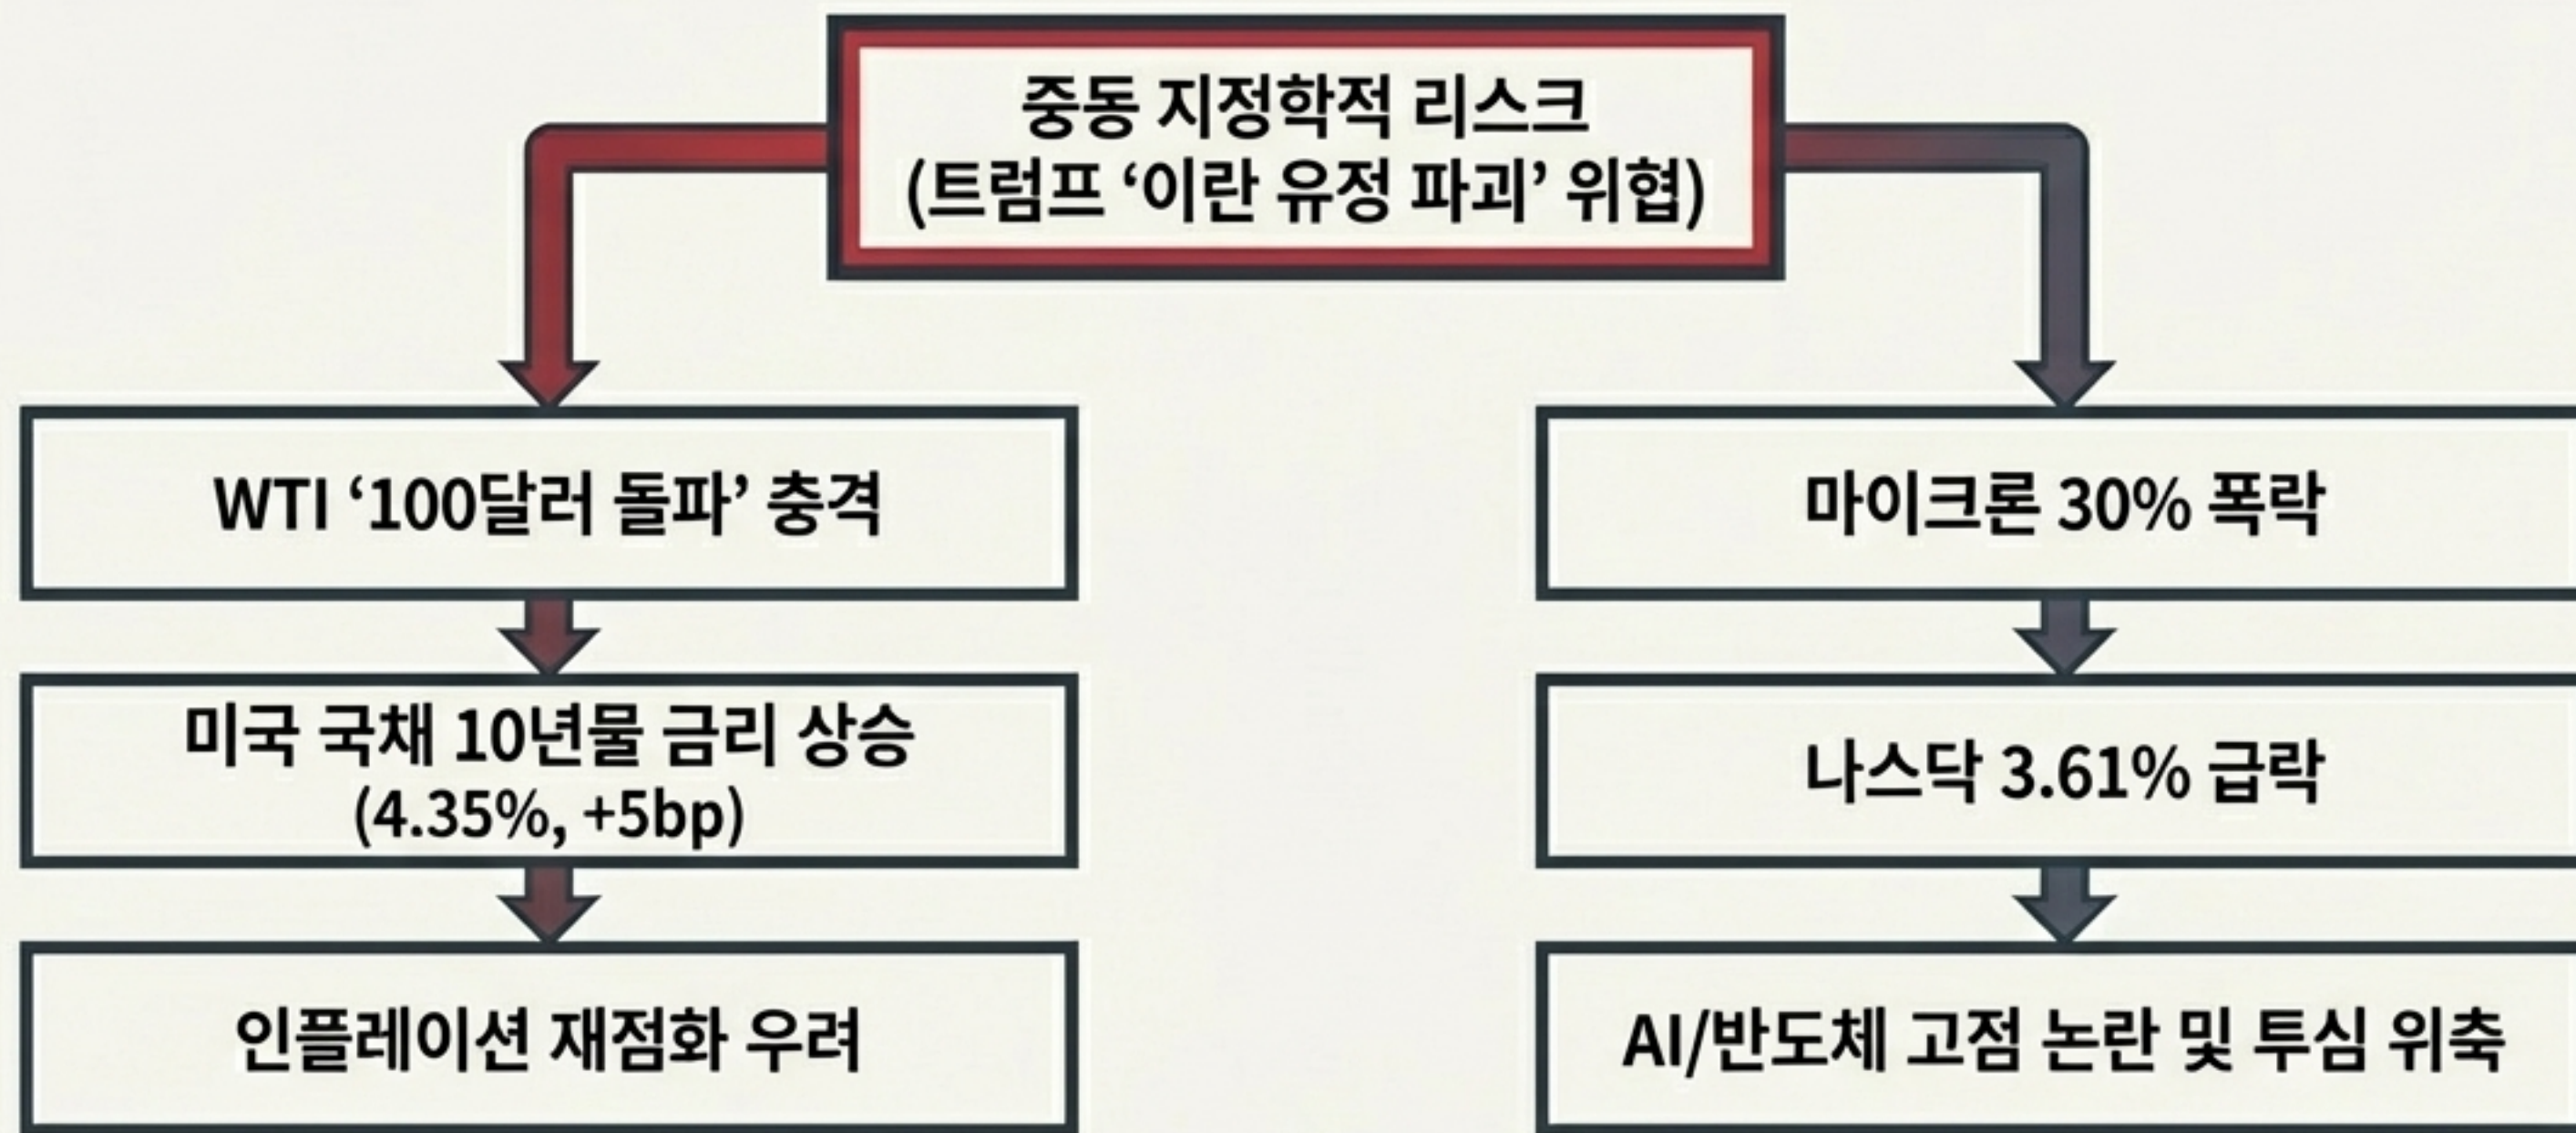 중동 지정학적 리스크
(트럼프 ‘이란 유정 파괴’ 위협)
WTI ‘100달러 돌파’ 충격
미국 국채 10년물 금리 상승
(4.35%, +5bp)
인플레이션 재점화 우려
마이크론 30% 폭락
나스닥 3.61% 급락
AI/반도체 고점 논란 및 투심 위축